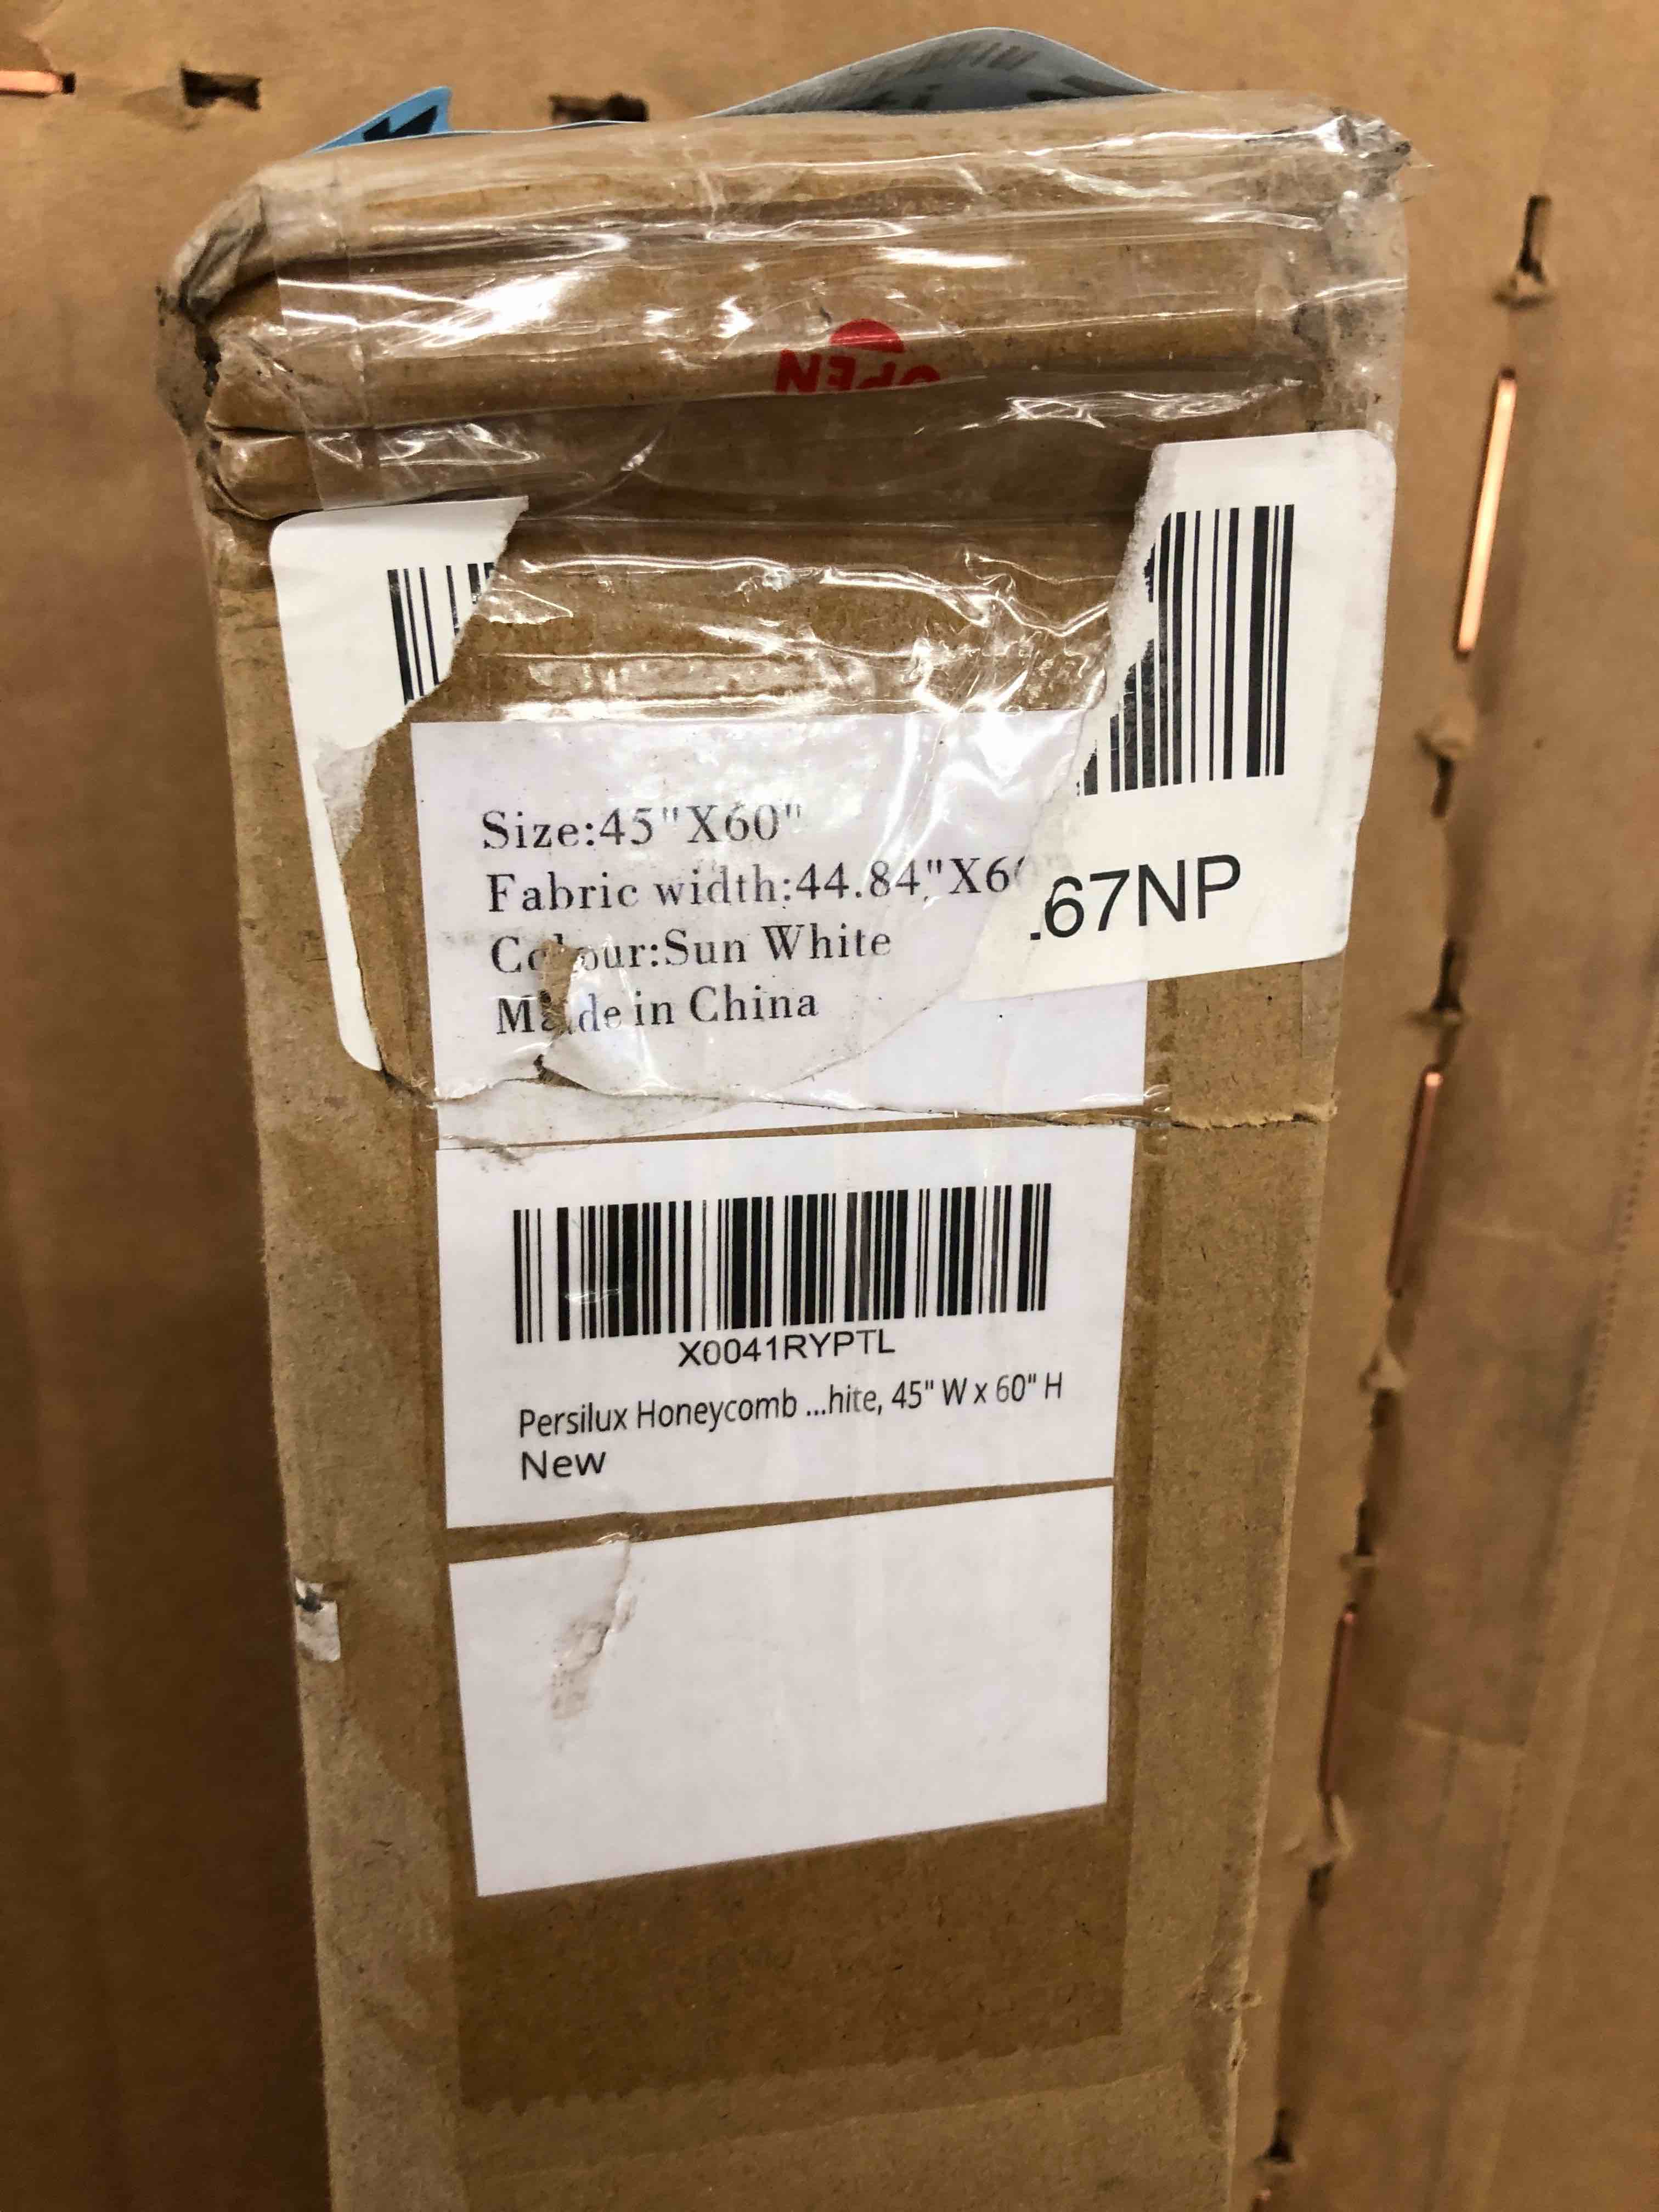 OPEN
Size:45"X60"
Fabric width:44.84"X6
Colour:Sun White
Made in China
67NP
X0041RYPTL
Persilux Honeycomb ...hite, 45" W x 60" H
New